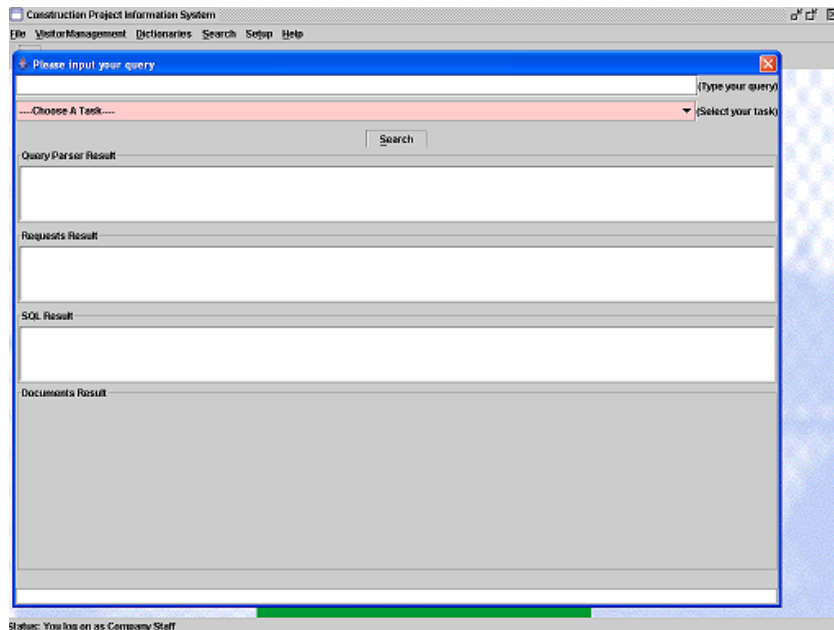 Construction Project Information System
File VisitorManagement Dictionaries Search Setup Help
Please input your query
(Type your query)
----Choose A Task---- (Select your task)
Search
Query Parser Result
Requests Result
SQL Result
Documents Result
Status: You log on as Company Staff